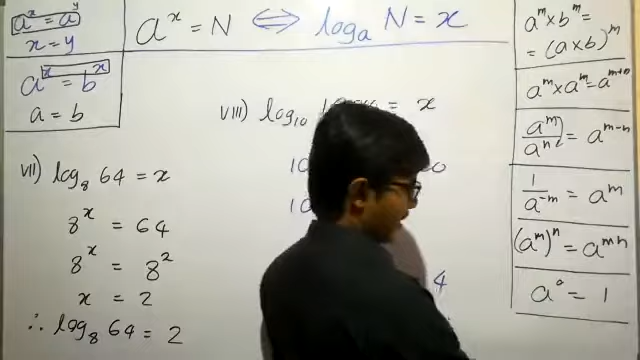 a^x = a^y
x = y
a^x = b^x
a = b
a^x = N ⟺ log_a N = x
vii) log_8 64 = x
8^x = 64
8^x = 8^2
x = 2
∴ log_8 64 = 2
viii) log_10 = x
10
10
4
a^m × b^m =
= (a × b)^m
a^m × a^n = a^{m+n}
a^m / a^n = a^{m-n}
1 / a^{-m} = a^m
(a^m)^n = a^{mn}
a^0 = 1